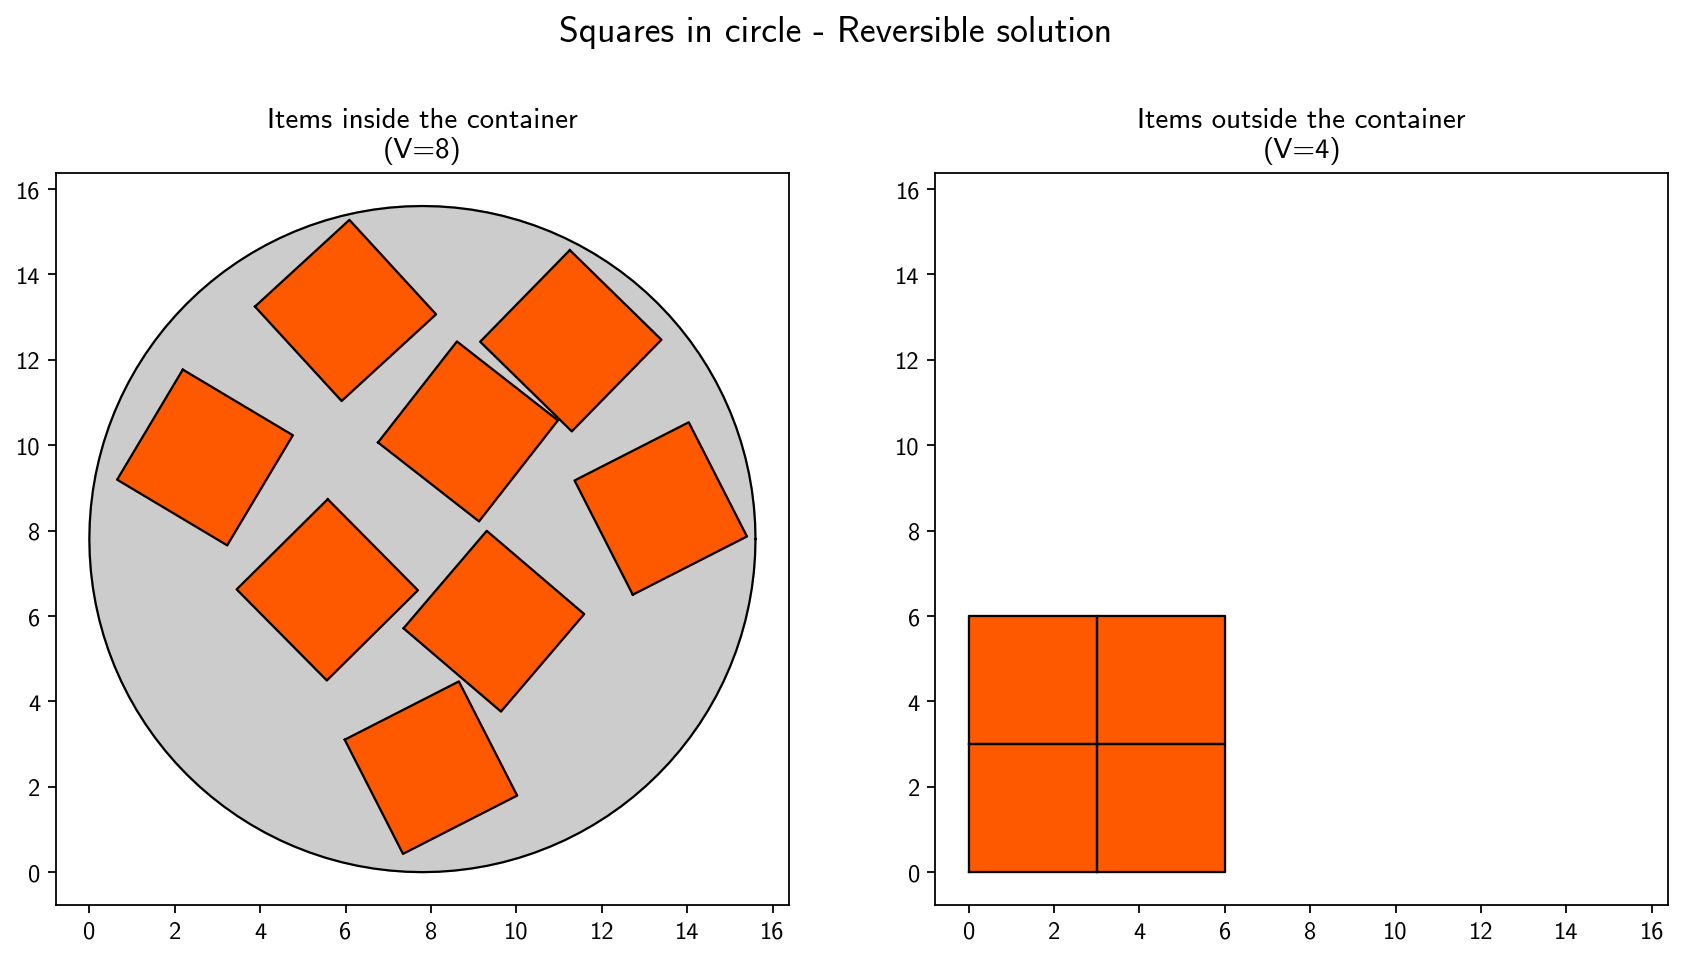 Squares in circle - Reversible solution
Items inside the container
(V=8)
16
14
12
10
8
6
4
2
0
0 2 4 6 8 10 12 14 16
Items outside the container
(V=4)
16
14
12
10
8
6
4
2
0
0 2 4 6 8 10 12 14 16